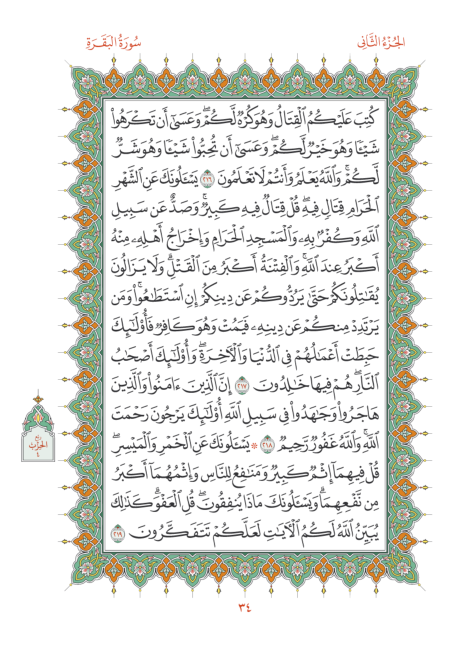 الجُزْءُ الثَّانِي
سُورَةُ البَقَرَةِ
كُتِبَ عَلَيْكُمُ ٱلْقِتَالُ وَهُوَ كُرْهٌ لَّكُمْۖ وَعَسَىٰٓ أَن تَكْرَهُوا۟
شَيْـًٔا وَهُوَ خَيْرٌ لَّكُمْۖ وَعَسَىٰٓ أَن تُحِبُّوا۟ شَيْـًٔا وَهُوَ شَرٌّ
لَّكُمْۚ وَٱللَّهُ يَعْلَمُ وَأَنتُمْ لَا تَعْلَمُونَ ٢١٦ يَسْـَٔلُونَكَ عَنِ ٱلشَّهْرِ
ٱلْحَرَامِ قِتَالٍ فِيهِۖ قُلْ قِتَالٌ فِيهِ كَبِيرٌۚ وَصَدٌّ عَن سَبِيلِ
ٱللَّهِ وَكُفْرٌۢ بِهِۦ وَٱلْمَسْجِدِ ٱلْحَرَامِ وَإِخْرَاجُ أَهْلِهِۦ مِنْهُ
أَكْبَرُ عِندَ ٱللَّهِۚ وَٱلْفِتْنَةُ أَكْبَرُ مِنَ ٱلْقَتْلِۗ وَلَا يَزَالُونَ
يُقَـٰتِلُونَكُمْ حَتَّىٰ يَرُدُّوكُمْ عَن دِينِكُمْ إِنِ ٱسْتَطَـٰعُوا۟ۚ وَمَن
يَرْتَدِدْ مِنكُمْ عَن دِينِهِۦ فَيَمُتْ وَهُوَ كَافِرٌ فَأُو۟لَـٰٓئِكَ
حَبِطَتْ أَعْمَـٰلُهُمْ فِى ٱلدُّنْيَا وَٱلْـَٔاخِرَةِۖ وَأُو۟لَـٰٓئِكَ أَصْحَـٰبُ
ٱلنَّارِۖ هُمْ فِيهَا خَـٰلِدُونَ ٢١٧ إِنَّ ٱلَّذِينَ ءَامَنُوا۟ وَٱلَّذِينَ
هَاجَرُوا۟ وَجَـٰهَدُوا۟ فِى سَبِيلِ ٱللَّهِ أُو۟لَـٰٓئِكَ يَرْجُونَ رَحْمَتَ
ٱللَّهِۚ وَٱللَّهُ غَفُورٌ رَّحِيمٌ ٢١٨ ۞ يَسْـَٔلُونَكَ عَنِ ٱلْخَمْرِ وَٱلْمَيْسِرِۖ
قُلْ فِيهِمَآ إِثْمٌ كَبِيرٌ وَمَنَـٰفِعُ لِلنَّاسِ وَإِثْمُهُمَآ أَكْبَرُ
مِن نَّفْعِهِمَاۗ وَيَسْـَٔلُونَكَ مَاذَا يُنفِقُونَۖ قُلِ ٱلْعَفْوَۗ كَذَٰلِكَ
يُبَيِّنُ ٱللَّهُ لَكُمُ ٱلْـَٔايَـٰتِ لَعَلَّكُمْ تَتَفَكَّرُونَ ٢١٩
رُبْع
الحِزْب
٤
٣٤